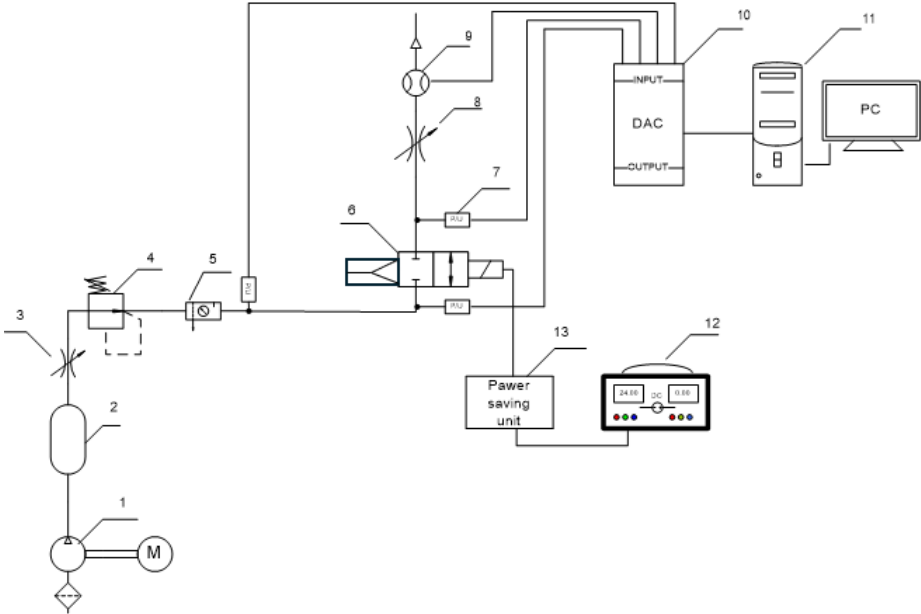 10
11
9
INPUT
PC
8
DAC
OUTPUT
7
P/U
6
4
5
P/U
P/U
3
13
12
Pawer
saving
unit
24.00
DC
0.00
2
1
M